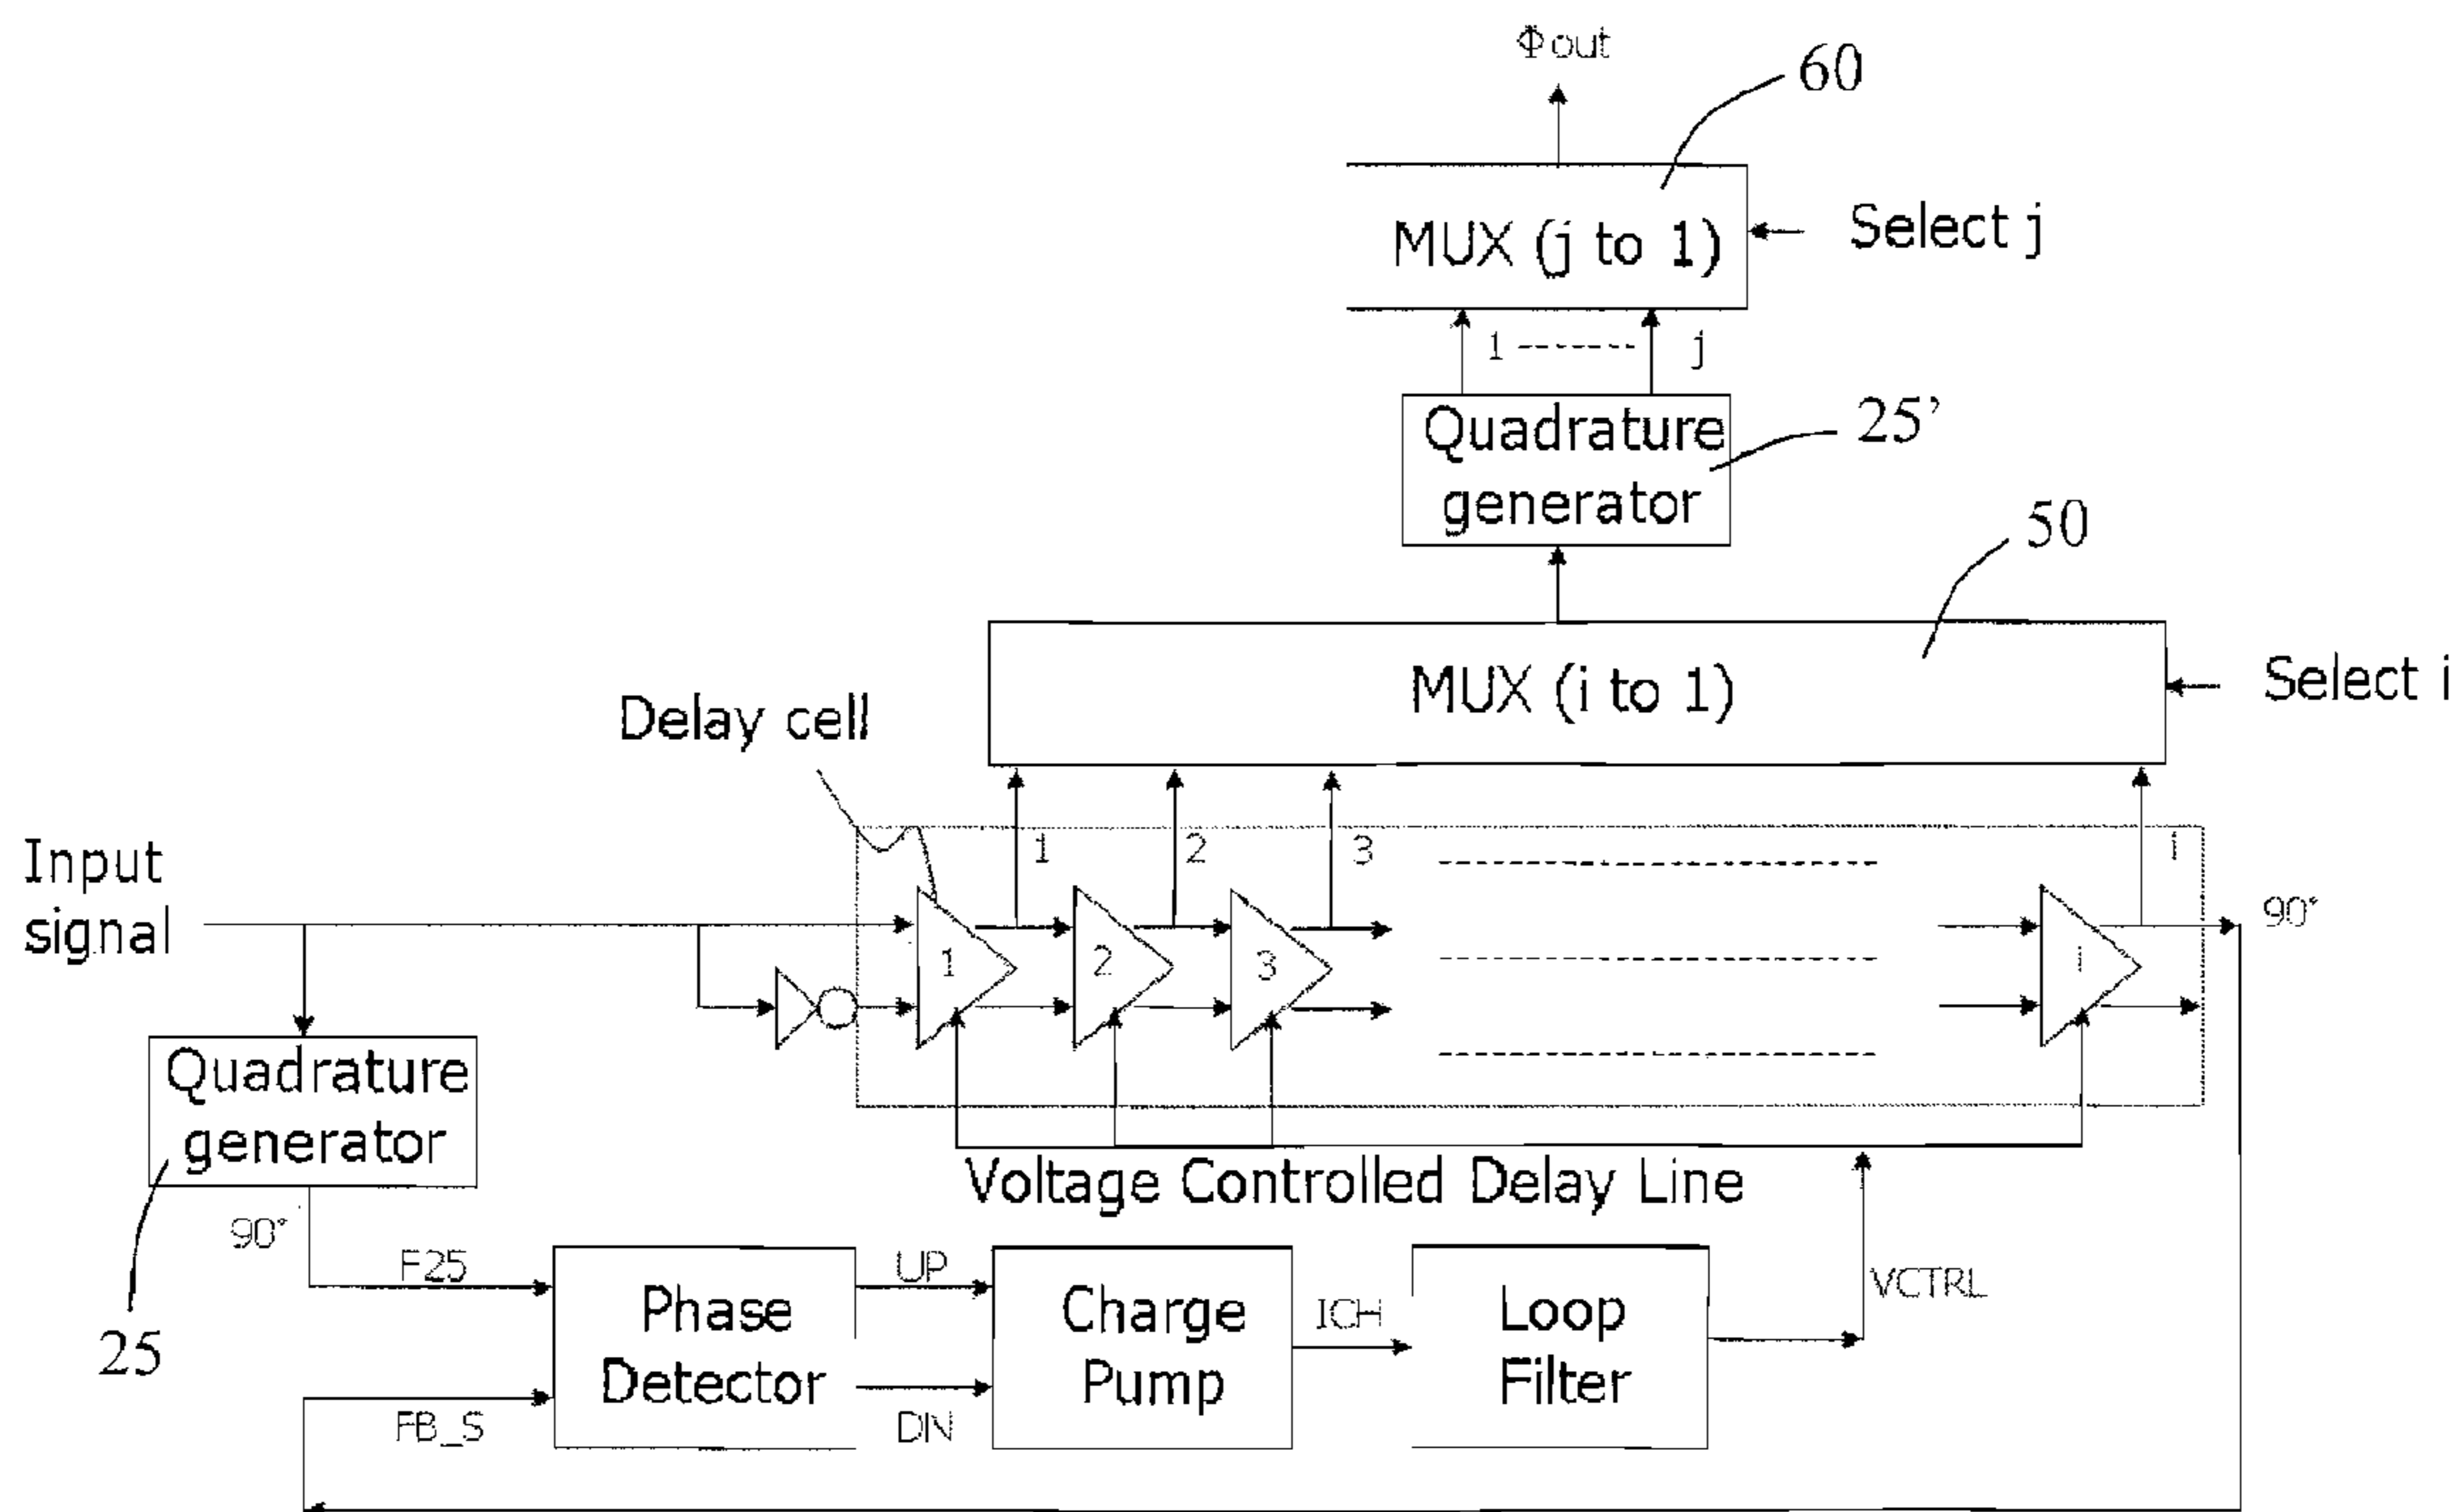 Φout
60
MUX (j to 1)
Select j
1
j
Quadrature
generator
25’
50
MUX (i to 1)
Select i
Delay cell
1
2
3
i
Input
signal
1
2
3
i
90°
Quadrature
generator
Voltage Controlled Delay Line
90°
F25
UP
ICH
VCTRL
Phase
Detector
Charge
Pump
Loop
Filter
25
FB_S
DN